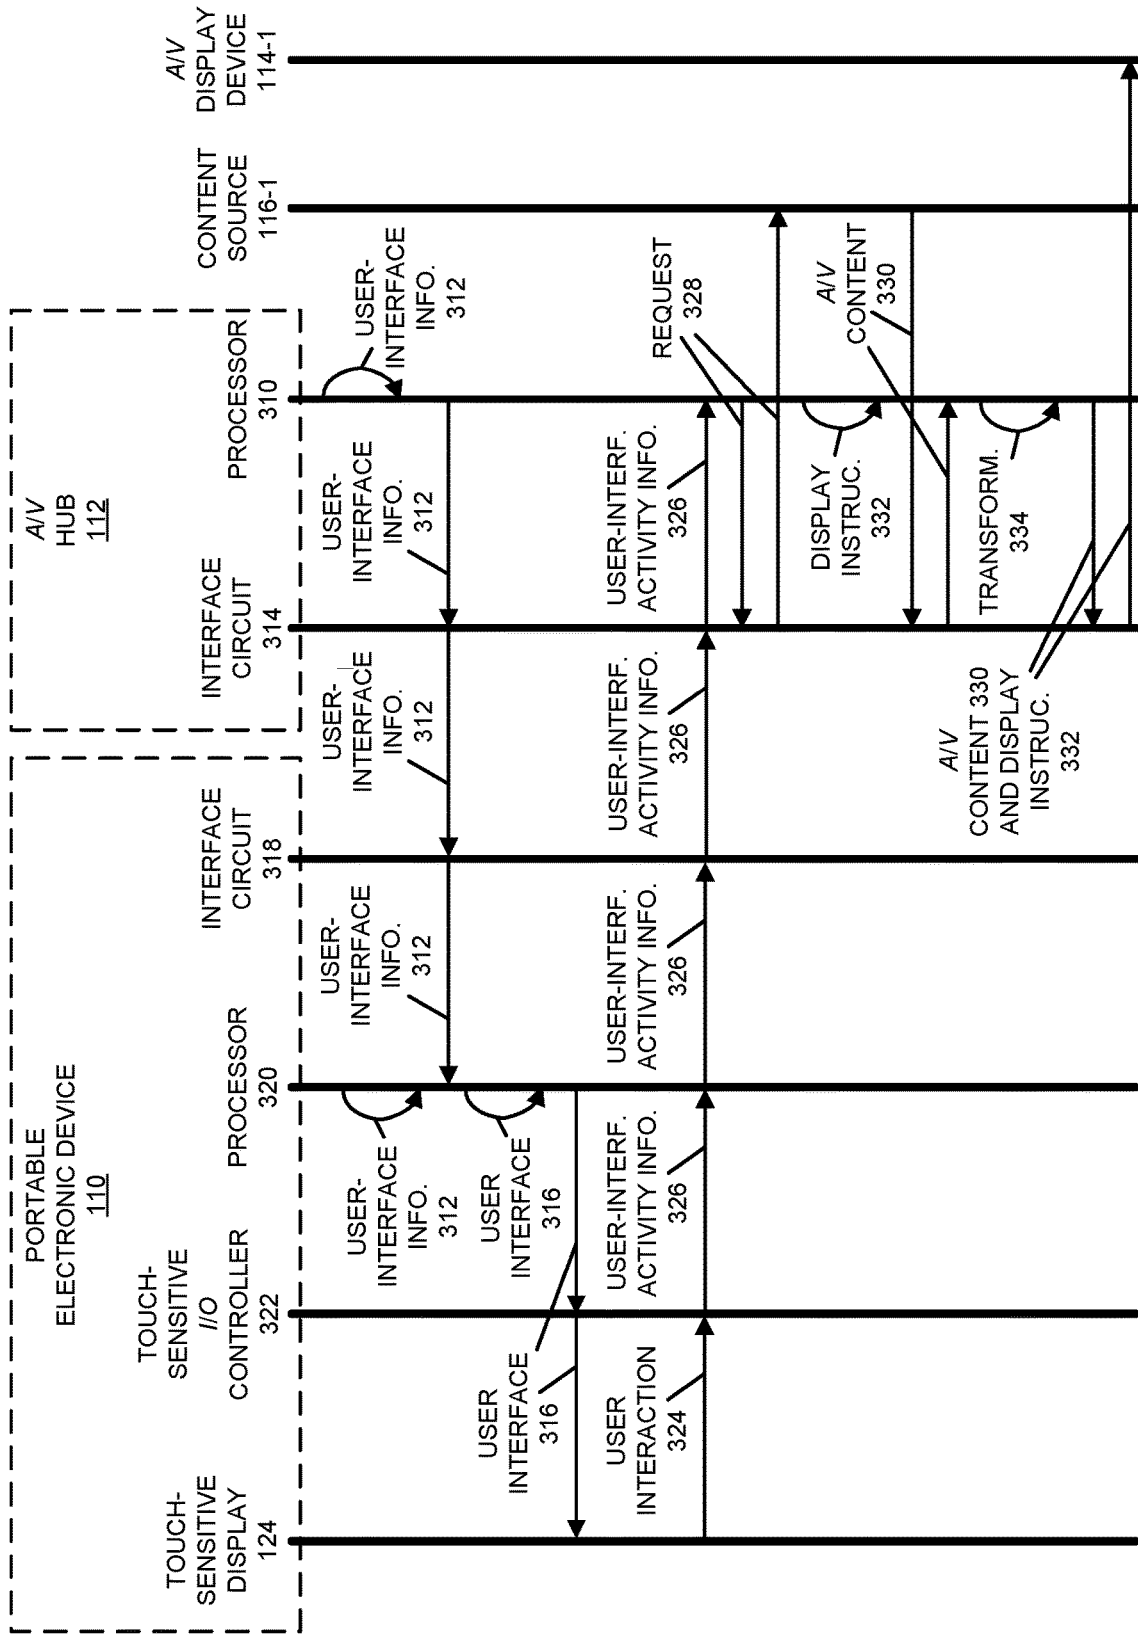 PORTABLE
ELECTRONIC DEVICE
110
A/V
HUB
112
TOUCH-
SENSITIVE
DISPLAY
124
TOUCH-
SENSITIVE
I/O
CONTROLLER
322
PROCESSOR
320
INTERFACE
CIRCUIT
318
INTERFACE
CIRCUIT
314
PROCESSOR
310
CONTENT
SOURCE
116-1
A/V
DISPLAY
DEVICE
114-1
USER-
INTERFACE
INFO.
312
USER-
INTERFACE
INFO.
312
USER-
INTERFACE
INFO.
312
USER-
INTERFACE
INFO.
312
USER-
INTERFACE
INFO.
312
USER
INTERFACE
316
USER
INTERFACE
316
USER
INTERACTION
324
USER-INTERF.
ACTIVITY INFO.
326
USER-INTERF.
ACTIVITY INFO.
326
USER-INTERF.
ACTIVITY INFO.
326
USER-INTERF.
ACTIVITY INFO.
326
REQUEST
328
DISPLAY
INSTRUC.
332
A/V
CONTENT
330
TRANSFORM.
334
A/V
CONTENT 330
AND DISPLAY
INSTRUC.
332